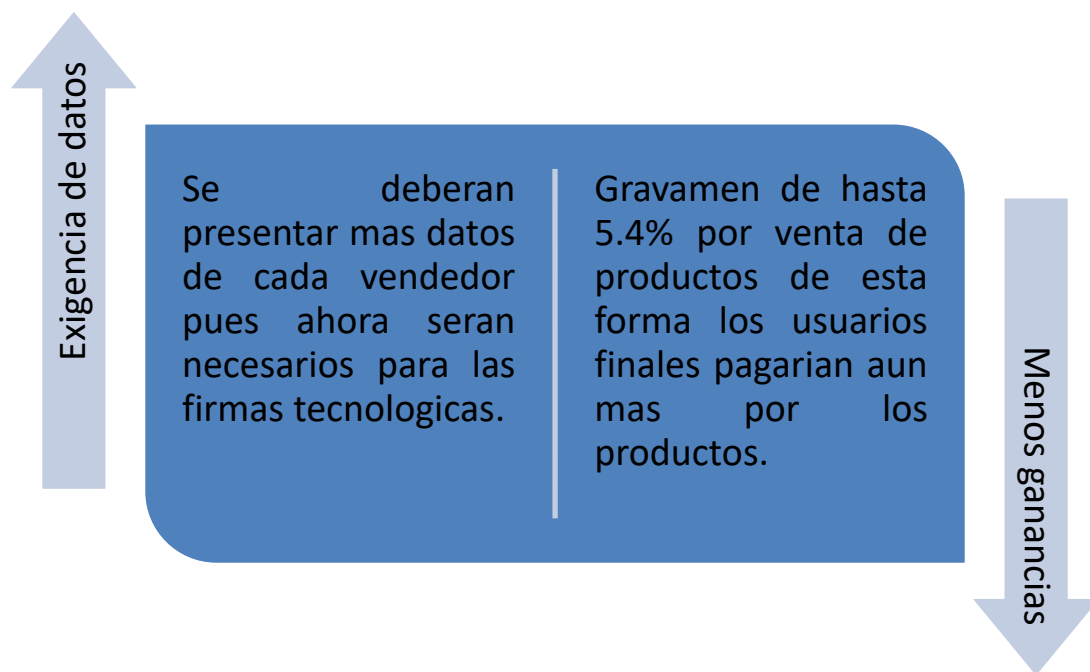 Exigencia de datos
Se deberan
presentar mas datos
de cada vendedor
pues ahora seran
necesarios para las
firmas tecnologicas.
Gravamen de hasta
5.4% por venta de
productos de esta
forma los usuarios
finales pagarian aun
mas por los
productos.
Menos ganancias